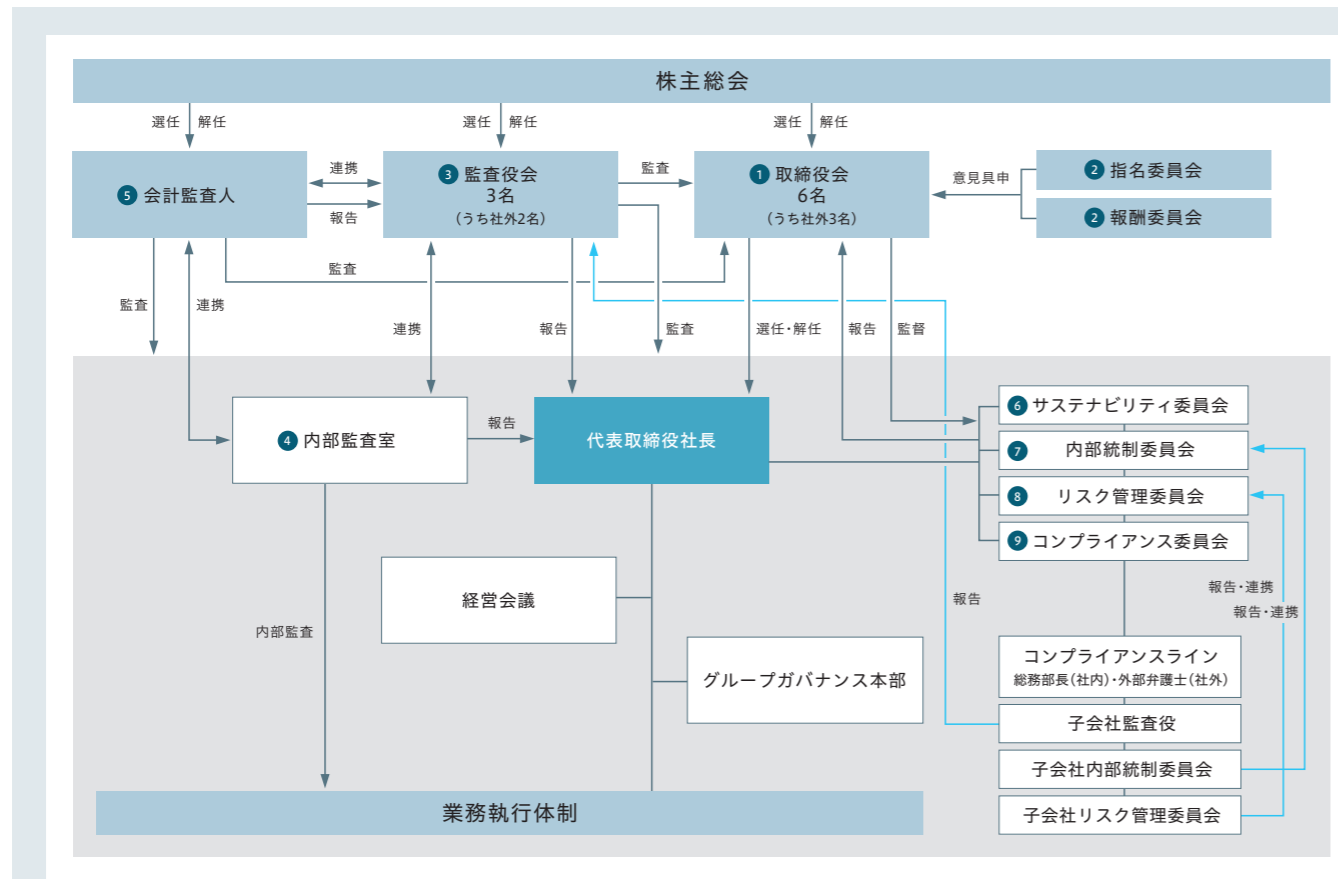 株主総会
選任 解任
選任 解任
選任 解任
5 会計監査人
連携
報告
3 監査役会
3名
(うち社外2名)
監査
1 取締役会
6名
(うち社外3名)
意見具申
2 指名委員会
2 報酬委員会
監査
監査
連携
連携
報告
監査
選任・解任
報告
監督
4 内部監査室
報告
代表取締役社長
6 サステナビリティ委員会
7 内部統制委員会
8 リスク管理委員会
9 コンプライアンス委員会
経営会議
報告
報告・連携
報告・連携
内部監査
グループガバナンス本部
コンプライアンスライン
総務部長(社内)・外部弁護士(社外)
子会社監査役
子会社内部統制委員会
子会社リスク管理委員会
業務執行体制